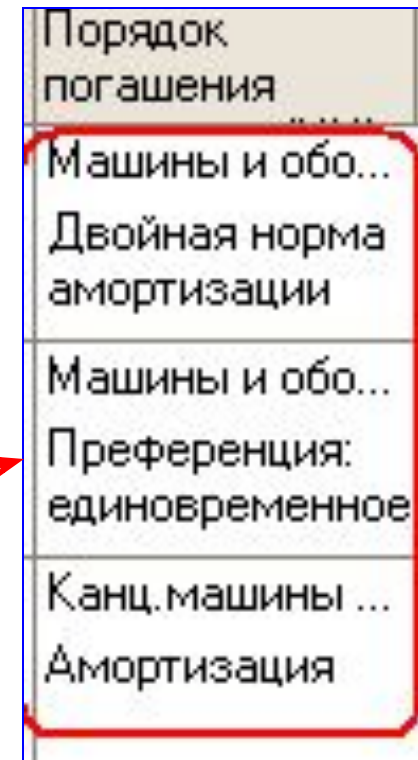 Порядок
погашения
Машины и обо...
Двойная норма
амортизации
Машины и обо...
Преференция:
единовременное
Канц.машины ...
Амортизация